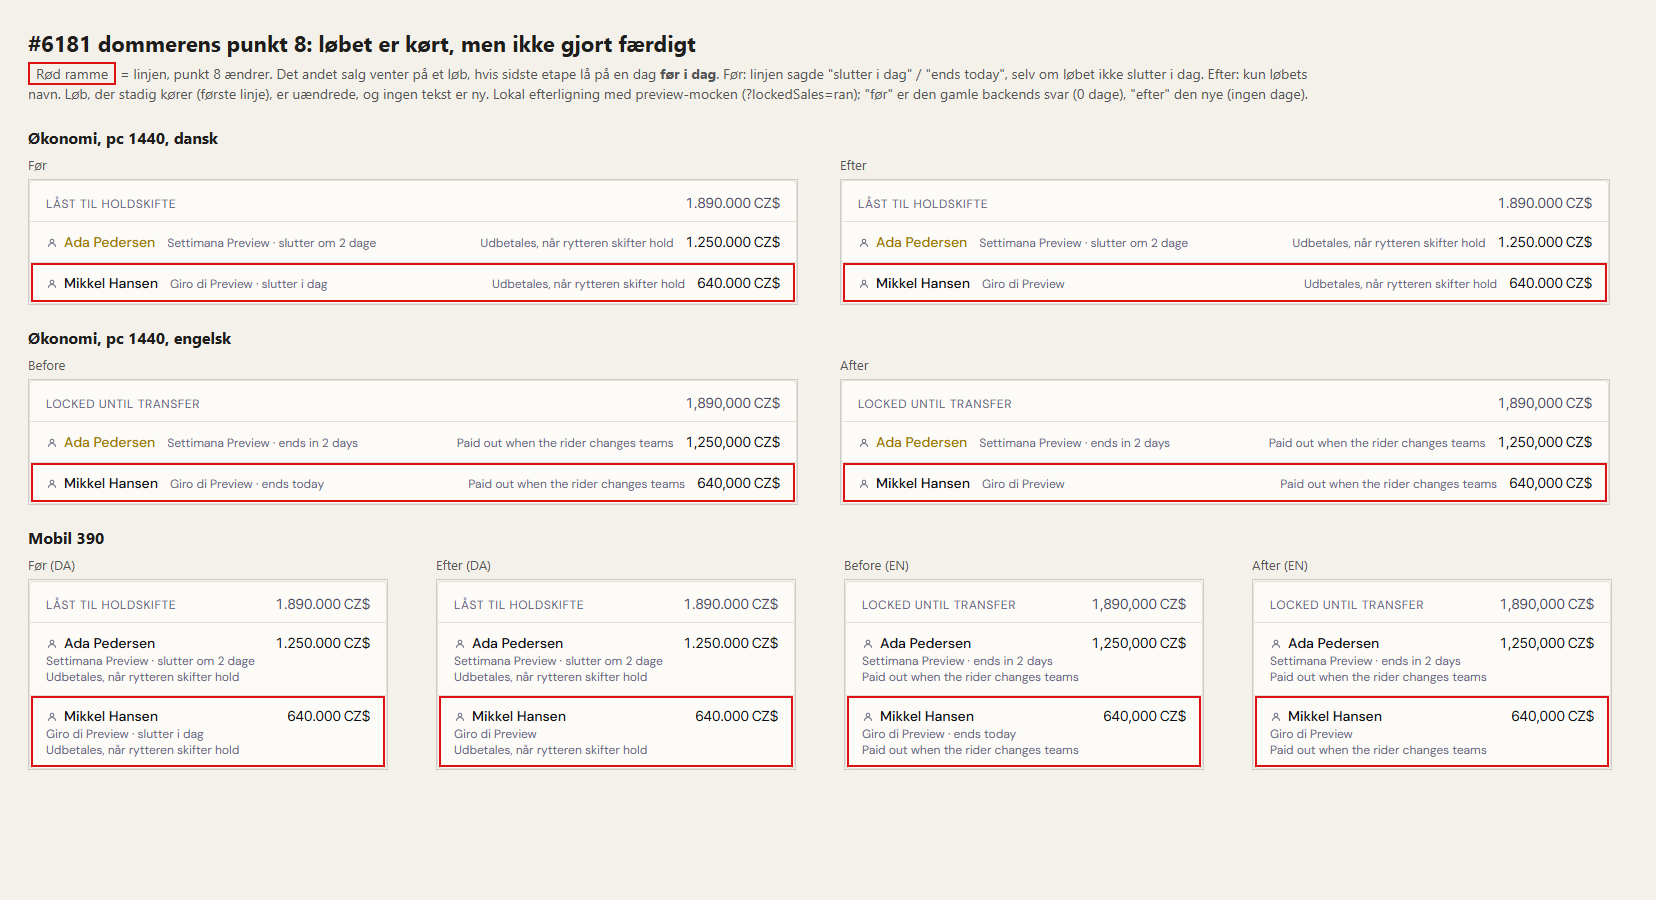 #6181 dommerens punkt 8: løbet er kørt, men ikke gjort færdigt
Rød ramme = linjen, punkt 8 ændrer. Det andet salg venter på et løb, hvis sidste etape lå på en dag før i dag. Før: linjen sagde "slutter i dag" / "ends today", selv om løbet ikke slutter i dag. Efter: kun løbets
navn. Løb, der stadig kører (første linje), er uændrede, og ingen tekst er ny. Lokal efterligning med preview-mocken (?lockedSales=ran); "før" er den gamle backends svar (0 dage), "efter" den nye (ingen dage).
Økonomi, pc 1440, dansk
Før
LÅST TIL HOLDSKIFTE 1.890.000 CZ$
Ada Pedersen Settimana Preview · slutter om 2 dage Udbetales, når rytteren skifter hold 1.250.000 CZ$
Mikkel Hansen Giro di Preview · slutter i dag Udbetales, når rytteren skifter hold 640.000 CZ$
Efter
LÅST TIL HOLDSKIFTE 1.890.000 CZ$
Ada Pedersen Settimana Preview · slutter om 2 dage Udbetales, når rytteren skifter hold 1.250.000 CZ$
Mikkel Hansen Giro di Preview Udbetales, når rytteren skifter hold 640.000 CZ$
Økonomi, pc 1440, engelsk
Before
LOCKED UNTIL TRANSFER 1,890,000 CZ$
Ada Pedersen Settimana Preview · ends in 2 days Paid out when the rider changes teams 1,250,000 CZ$
Mikkel Hansen Giro di Preview · ends today Paid out when the rider changes teams 640,000 CZ$
After
LOCKED UNTIL TRANSFER 1,890,000 CZ$
Ada Pedersen Settimana Preview · ends in 2 days Paid out when the rider changes teams 1,250,000 CZ$
Mikkel Hansen Giro di Preview Paid out when the rider changes teams 640,000 CZ$
Mobil 390
Før (DA)
LÅST TIL HOLDSKIFTE 1.890.000 CZ$
Ada Pedersen 1.250.000 CZ$
Settimana Preview · slutter om 2 dage
Udbetales, når rytteren skifter hold
Mikkel Hansen 640.000 CZ$
Giro di Preview · slutter i dag
Udbetales, når rytteren skifter hold
Efter (DA)
LÅST TIL HOLDSKIFTE 1.890.000 CZ$
Ada Pedersen 1.250.000 CZ$
Settimana Preview · slutter om 2 dage
Udbetales, når rytteren skifter hold
Mikkel Hansen 640.000 CZ$
Giro di Preview
Udbetales, når rytteren skifter hold
Before (EN)
LOCKED UNTIL TRANSFER 1,890,000 CZ$
Ada Pedersen 1,250,000 CZ$
Settimana Preview · ends in 2 days
Paid out when the rider changes teams
Mikkel Hansen 640,000 CZ$
Giro di Preview · ends today
Paid out when the rider changes teams
After (EN)
LOCKED UNTIL TRANSFER 1,890,000 CZ$
Ada Pedersen 1,250,000 CZ$
Settimana Preview · ends in 2 days
Paid out when the rider changes teams
Mikkel Hansen 640,000 CZ$
Giro di Preview
Paid out when the rider changes teams